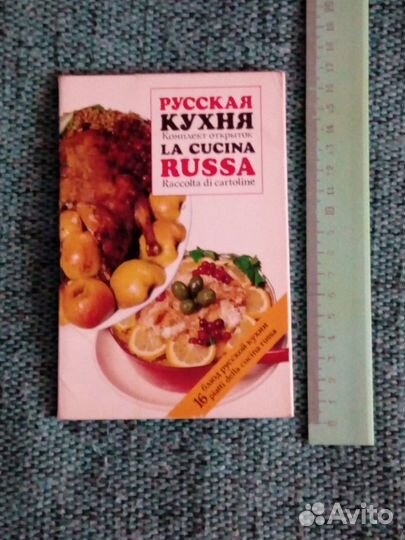 РУССКАЯ
КУХНЯ
Комплект открыток
LA CUCINA
RUSSA
Raccolta di cartoline
16 блюд русской кухни
piatti della cucina russa
Avito